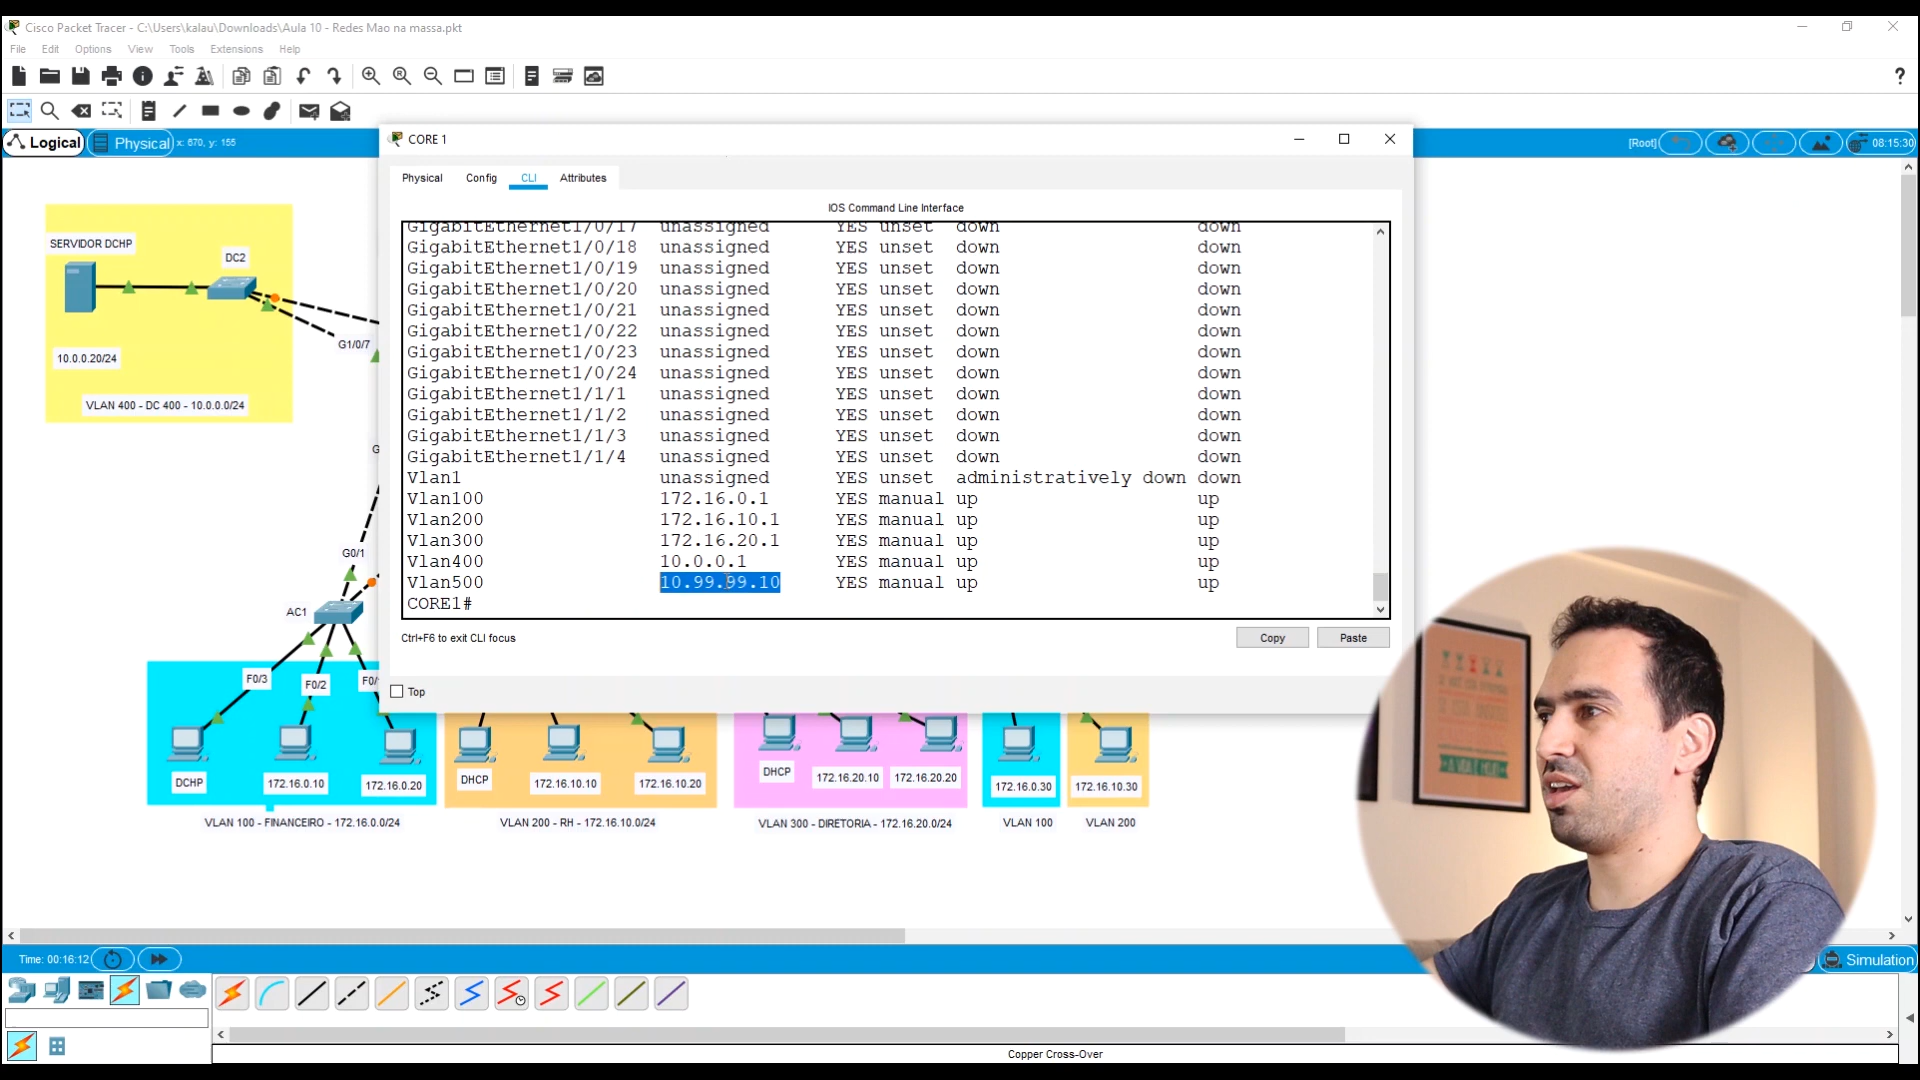 Cisco Packet Tracer - C:\Users\kalau\Downloads\Aula 10 - Redes Mao na massa.pkt
File Edit Options View Tools Extensions Help
?
Logical Physical x: 670, y: 155
[Root] 08:15:30
CORE 1
Physical Config CLI Attributes
IOS Command Line Interface
GigabitEthernet1/0/17 unassigned YES unset down down
GigabitEthernet1/0/18 unassigned YES unset down down
GigabitEthernet1/0/19 unassigned YES unset down down
GigabitEthernet1/0/20 unassigned YES unset down down
GigabitEthernet1/0/21 unassigned YES unset down down
GigabitEthernet1/0/22 unassigned YES unset down down
GigabitEthernet1/0/23 unassigned YES unset down down
GigabitEthernet1/0/24 unassigned YES unset down down
GigabitEthernet1/1/1 unassigned YES unset down down
GigabitEthernet1/1/2 unassigned YES unset down down
GigabitEthernet1/1/3 unassigned YES unset down down
GigabitEthernet1/1/4 unassigned YES unset down down
Vlan1 unassigned YES unset administratively down down
Vlan100 172.16.0.1 YES manual up up
Vlan200 172.16.10.1 YES manual up up
Vlan300 172.16.20.1 YES manual up up
Vlan400 10.0.0.1 YES manual up up
Vlan500 10.99.99.10 YES manual up up
CORE1#
Ctrl+F6 to exit CLI focus
Copy Paste
Top
SERVIDOR DCHP
DC2
G1/0/7
10.0.0.20/24
VLAN 400 - DC 400 - 10.0.0.0/24
G0/1
AC1
F0/3
F0/2
F0/
DCHP
172.16.0.10
172.16.0.20
DHCP
172.16.10.10
172.16.10.20
DHCP
172.16.20.10
172.16.20.20
172.16.0.30
172.16.10.30
VLAN 100 - FINANCEIRO - 172.16.0.0/24
VLAN 200 - RH - 172.16.10.0/24
VLAN 300 - DIRETORIA - 172.16.20.0/24
VLAN 100
VLAN 200
Time: 00:16:12
Simulation
Copper Cross-Over